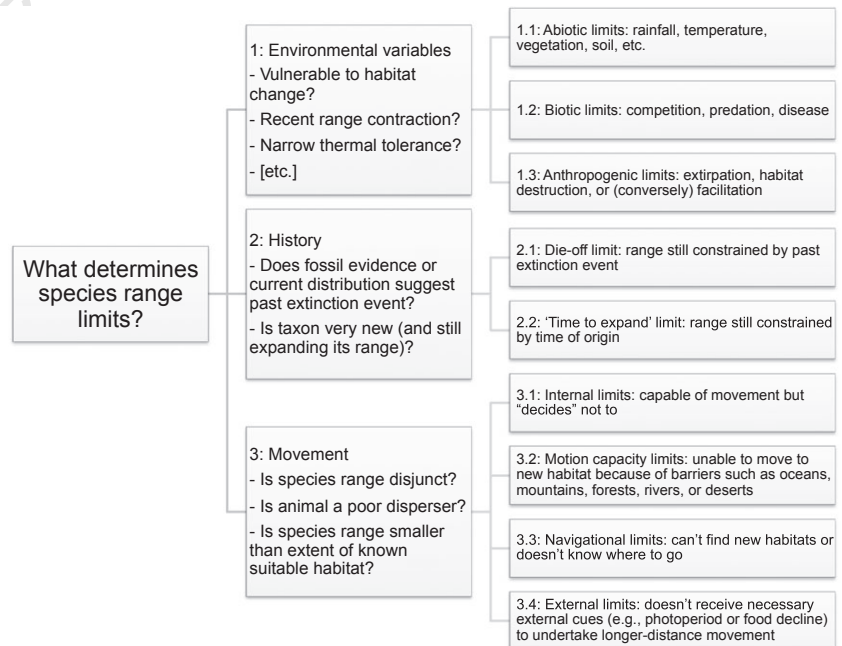 What determines
species range
limits?
1: Environmental variables
- Vulnerable to habitat
change?
- Recent range contraction?
- Narrow thermal tolerance?
- [etc.]
1.1: Abiotic limits: rainfall, temperature,
vegetation, soil, etc.
1.2: Biotic limits: competition, predation, disease
1.3: Anthropogenic limits: extirpation, habitat
destruction, or (conversely) facilitation
2: History
- Does fossil evidence or
current distribution suggest
past extinction event?
- Is taxon very new (and still
expanding its range)?
2.1: Die-off limit: range still constrained by past
extinction event
2.2: ‘Time to expand’ limit: range still constrained
by time of origin
3: Movement
- Is species range disjunct?
- Is animal a poor disperser?
- Is species range smaller
than extent of known
suitable habitat?
3.1: Internal limits: capable of movement but
“decides” not to
3.2: Motion capacity limits: unable to move to
new habitat because of barriers such as oceans,
mountains, forests, rivers, or deserts
3.3: Navigational limits: can’t find new habitats or
doesn’t know where to go
3.4: External limits: doesn’t receive necessary
external cues (e.g., photoperiod or food decline)
to undertake longer-distance movement